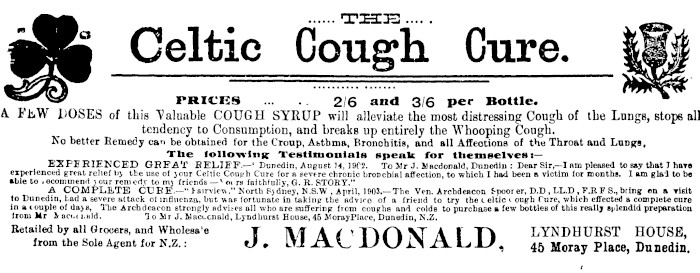 THE
Celtic Cough Cure.
PRICES ... .. 2/6 and 3/6 per Bottle.
A FEW DOSES of this Valuable COUGH SYRUP will alleviate the most distressing Cough of the Lungs, stops all
tendency to Consumption, and breaks up entirely the Whooping Cough.
No better Remedy can be obtained for the Croup, Asthma, Bronchitis, and all Affections of the Throat and Lungs.
The following Testimonials speak for themselves:—
EXPERIENCED GREAT RELIEF.—" Dunedin, August 14, 1902. To Mr J. Macdonald, Dunedin : Dear Sir,—I am pleased to say that I have
experienced great relief by the use of your Celtic Cough Cure for a severe chronic bronchial affection, to which I had been a victim for months. I am glad to be
able to recommend your remedy to my friends—Yours faithfully, G. R. STORY."
A COMPLETE CURE.—"Fairview," North Sydney, N.S.W., April, 1903.—The Ven. Archdeacon Spooner, D.D., LL.D, F.R.F.S., being on a visit
to Dunedin, had a severe attack of influenza, but was fortunate in taking the advice of a friend to try the Celtic Cough Cure, which effected a complete cure
in a couple of days. The Archdeacon strongly advises all who are suffering from coughs and colds to purchase a few bottles of this really splendid preparation
from Mr Macdonald. To Mr J. Macdonald, Lyndhurst House, 45 Moray Place, Dunedin, N.Z.
Retailed by all Grocers, and Wholesale
from the Sole Agent for N.Z.:
J. MACDONALD,
LYNDHURST HOUSE,
45 Moray Place, Dunedin.